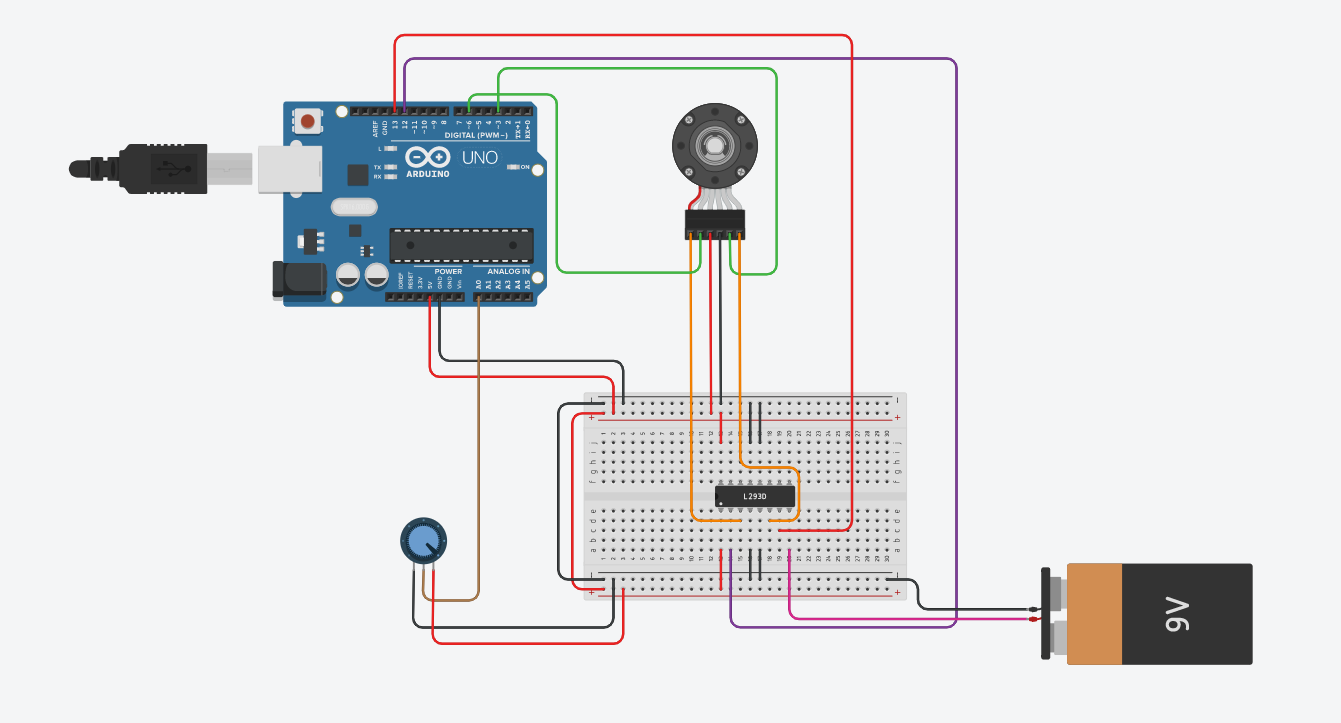 AREF
GND
13
12
~11
~10
~9
8
7
~6
~5
4
~3
2
TX→1
RX←0
DIGITAL (PWM~)
L
TX
RX
UNO
ARDUINO
ON
POWER
ANALOG IN
IOREF
RESET
3.3V
5V
GND
GND
Vin
A0
A1
A2
A3
A4
A5
L293D
9V
j
i
h
g
f
e
d
c
b
a